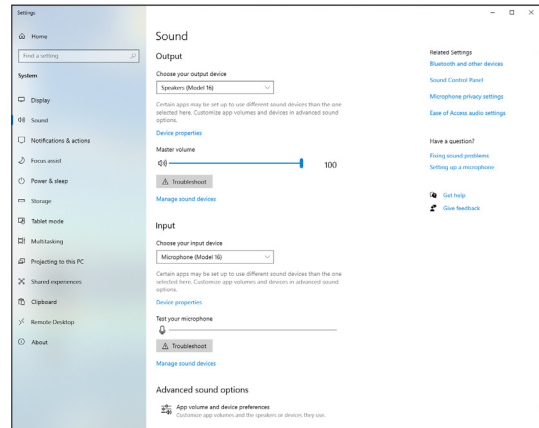 Settings
Home
Find a setting
System
Display
Sound
Notifications & actions
Focus assist
Power & sleep
Storage
Tablet mode
Multitasking
Projecting to this PC
Shared experiences
Clipboard
Remote Desktop
About
Sound
Output
Choose your output device
Speakers (Model 16)
Certain apps may be set up to use different sound devices than the one
selected here. Customize app volumes and devices in advanced sound
options.
Device properties
Master volume
100
Troubleshoot
Manage sound devices
Input
Choose your input device
Microphone (Model 16)
Certain apps may be set up to use different sound devices than the one
selected here. Customize app volumes and devices in advanced sound
options.
Device properties
Test your microphone
Troubleshoot
Manage sound devices
Advanced sound options
App volume and device preferences
Customize app volumes and the speakers or devices they use.
Related Settings
Bluetooth and other devices
Sound Control Panel
Microphone privacy settings
Ease of Access audio settings
Have a question?
Fixing sound problems
Setting up a microphone
Get help
Give feedback